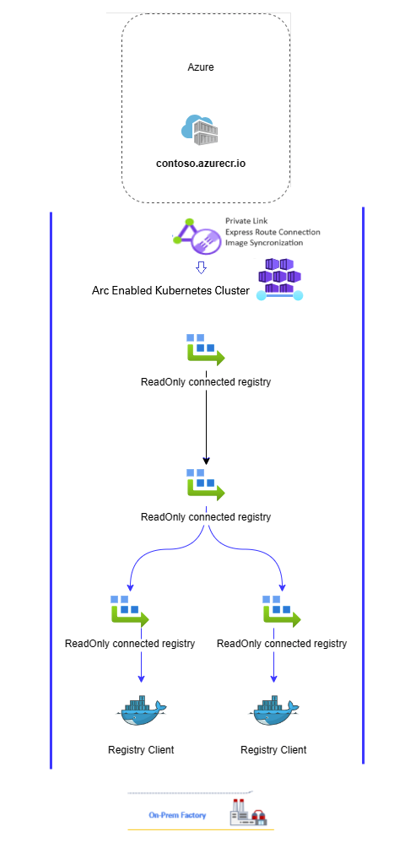 Azure
contoso.azurecr.io
Private Link
Express Route Connection
Image Syncronization
Arc Enabled Kubernetes Cluster
ReadOnly connected registry
ReadOnly connected registry
ReadOnly connected registry
ReadOnly connected registry
Registry Client
Registry Client
On-Prem Factory